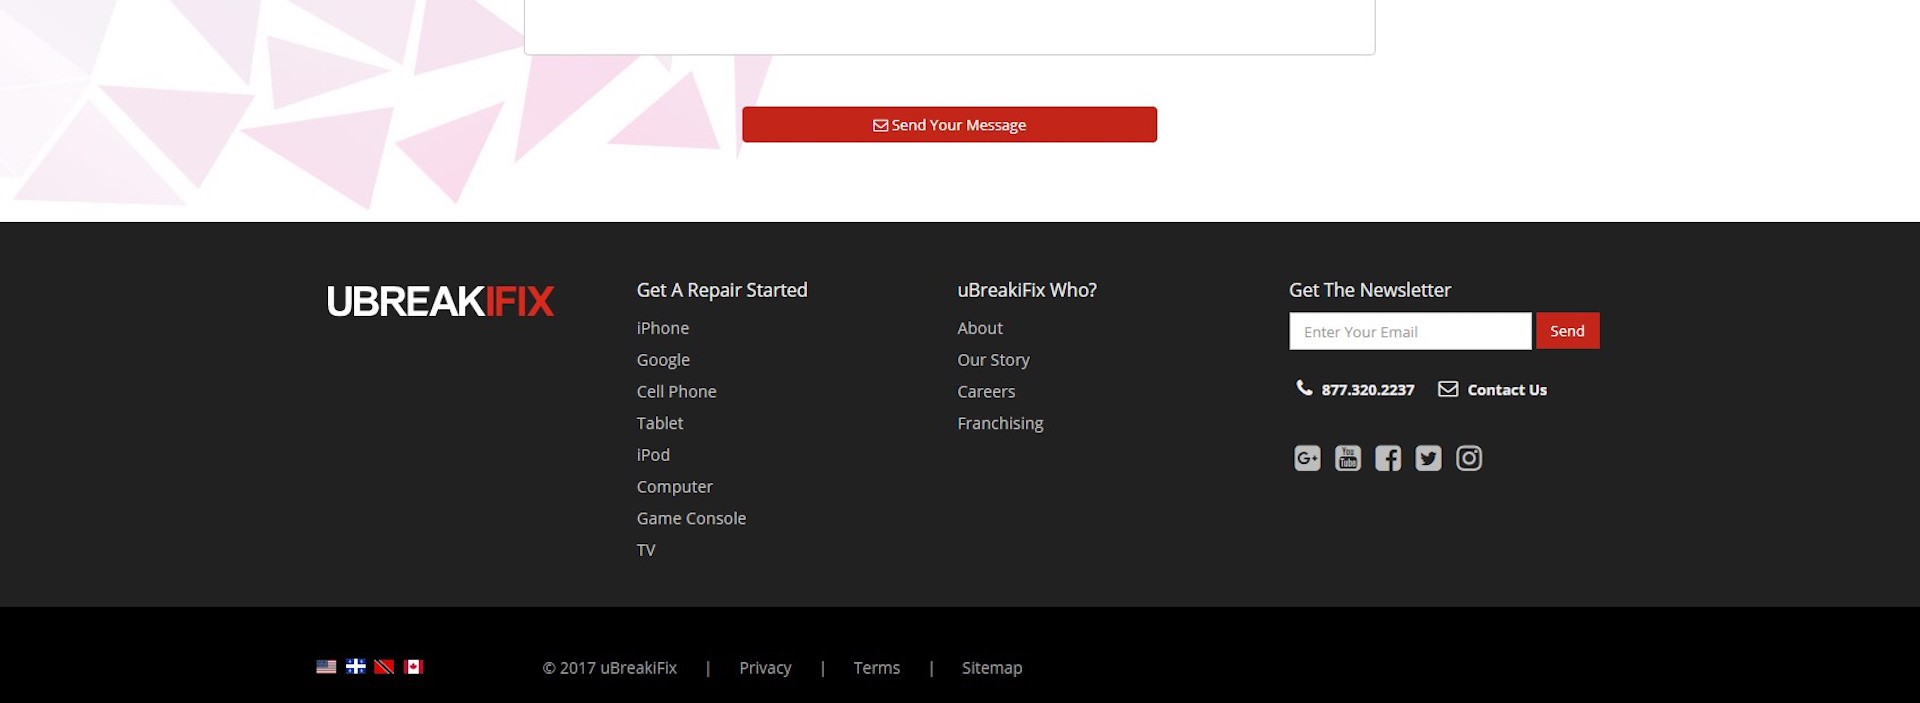 Send Your Message
UBREAKIFIX
Get A Repair Started
iPhone
Google
Cell Phone
Tablet
iPod
Computer
Game Console
TV
uBreakiFix Who?
About
Our Story
Careers
Franchising
Get The Newsletter
Enter Your Email Send
877.320.2237 Contact Us
G+ You Tube
© 2017 uBreakiFix | Privacy | Terms | Sitemap